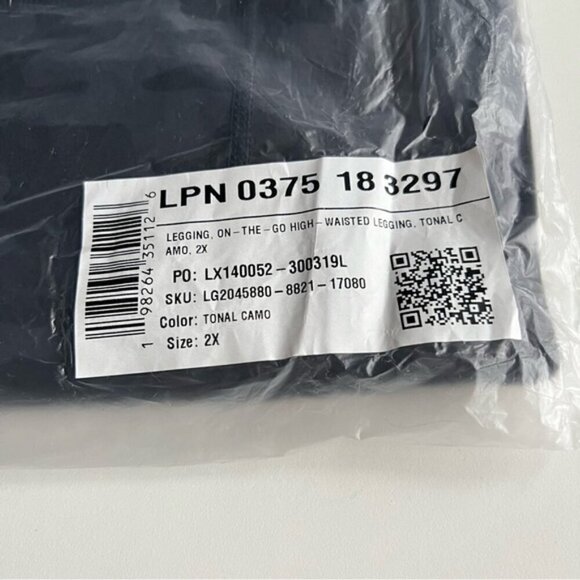 LPN 0375 18 3297
LEGGING, ON-THE-GO HIGH-WAISTED LEGGING, TONAL C
AMO, 2X
PO: LX140052-300319L
SKU: LG2045880-8821-17080
Color: TONAL CAMO
Size: 2X
1 98264 35112 6